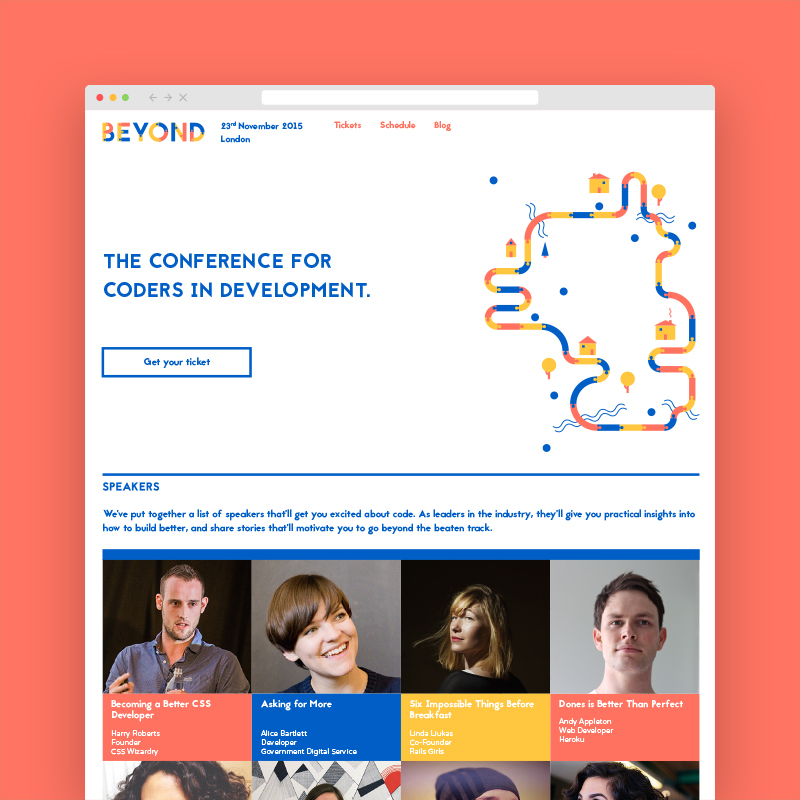 BEYOND
23rd November 2015
London
Tickets Schedule Blog
THE CONFERENCE FOR
CODERS IN DEVELOPMENT.
Get your ticket
SPEAKERS
We've put together a list of speakers that'll get you excited about code. As leaders in the industry, they'll give you practical insights into
how to build better, and share stories that'll motivate you to go beyond the beaten track.
Becoming a Better CSS
Developer
Harry Roberts
Founder
CSS Wizardry
Asking for More
Alice Bartlett
Developer
Government Digital Service
Six Impossible Things Before
Breakfast
Linda Liukas
Co-Founder
Rails Girls
Dones is Better Than Perfect
Andy Appleton
Web Developer
Heroku